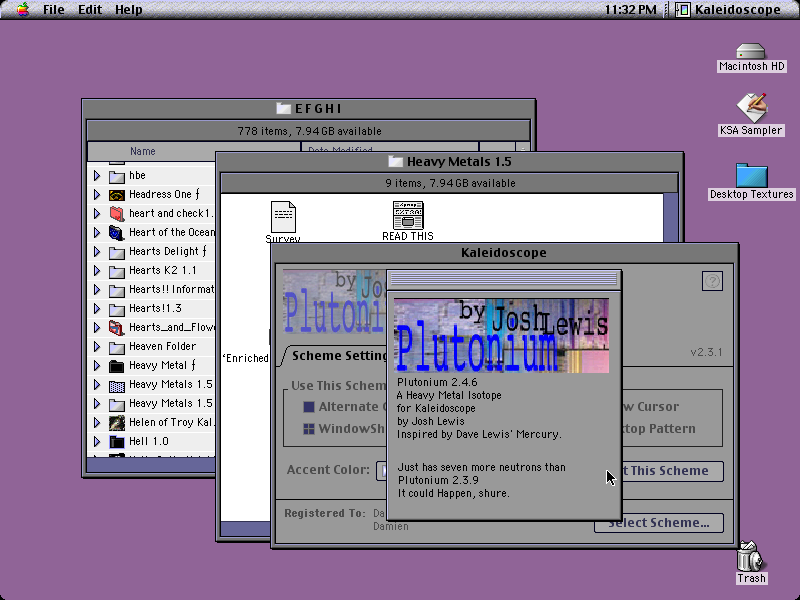 File Edit Help
11:32 PM
Kaleidoscope
Macintosh HD
KSA Sampler
Desktop Textures
Trash
E F G H I
778 items, 7.94 GB available
Name
Date Modified
hbe
Headress One ƒ
heart and check1.
Heart of the Ocean
Hearts Delight ƒ
Hearts K2 1.1
Hearts!! Informat
Hearts!1.3
Hearts_and_Flowe
Heaven Folder
Heavy Metal ƒ
Heavy Metals 1.5
Heavy Metals 1.5
Helen of Troy Kal.
Hell 1.0
Heavy Metals 1.5
9 items, 7.94 GB available
Survey
READ THIS
"Enriched
Kaleidoscope
by Jo
Plutoni
?
v2.3.1
Scheme Setting
Use This Schem
Alternate
WindowSh
w Cursor
top Pattern
Accent Color:
t This Scheme
Registered To: Da
Damien
Select Scheme...
by Josh Lewis
Plutonium
Plutonium 2.4.6
A Heavy Metal Isotope
for Kaleidoscope
by Josh Lewis
Inspired by Dave Lewis' Mercury.
Just has seven more neutrons than
Plutonium 2.3.9
It could Happen, shure.